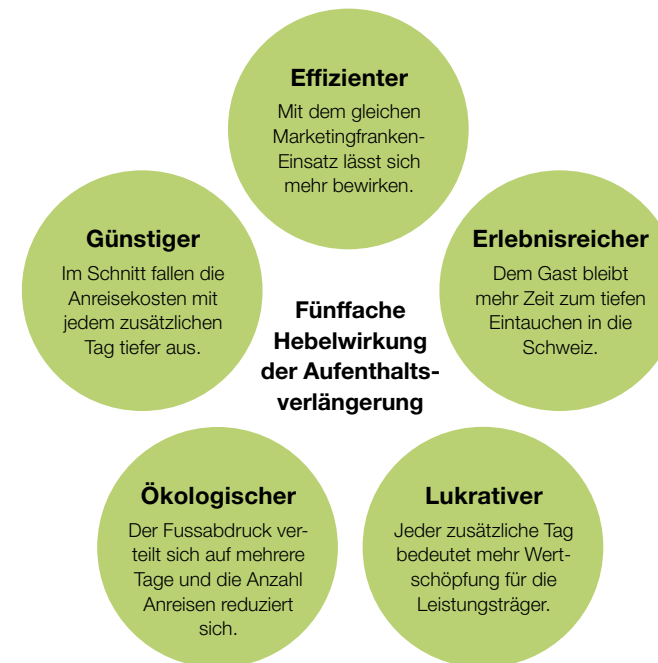 Effizienter
Mit dem gleichen
Marketingfranken-
Einsatz lässt sich
mehr bewirken.
Günstiger
Im Schnitt fallen die
Anreisekosten mit
jedem zusätzlichen
Tag tiefer aus.
Erlebnisreicher
Dem Gast bleibt
mehr Zeit zum tiefen
Eintauchen in die
Schweiz.
Fünffache
Hebelwirkung
der Aufenthalts-
verlängerung
Ökologischer
Der Fussabdruck ver-
teilt sich auf mehrere
Tage und die Anzahl
Anreisen reduziert
sich.
Lukrativer
Jeder zusätzliche Tag
bedeutet mehr Wert-
schöpfung für die
Leistungsträger.